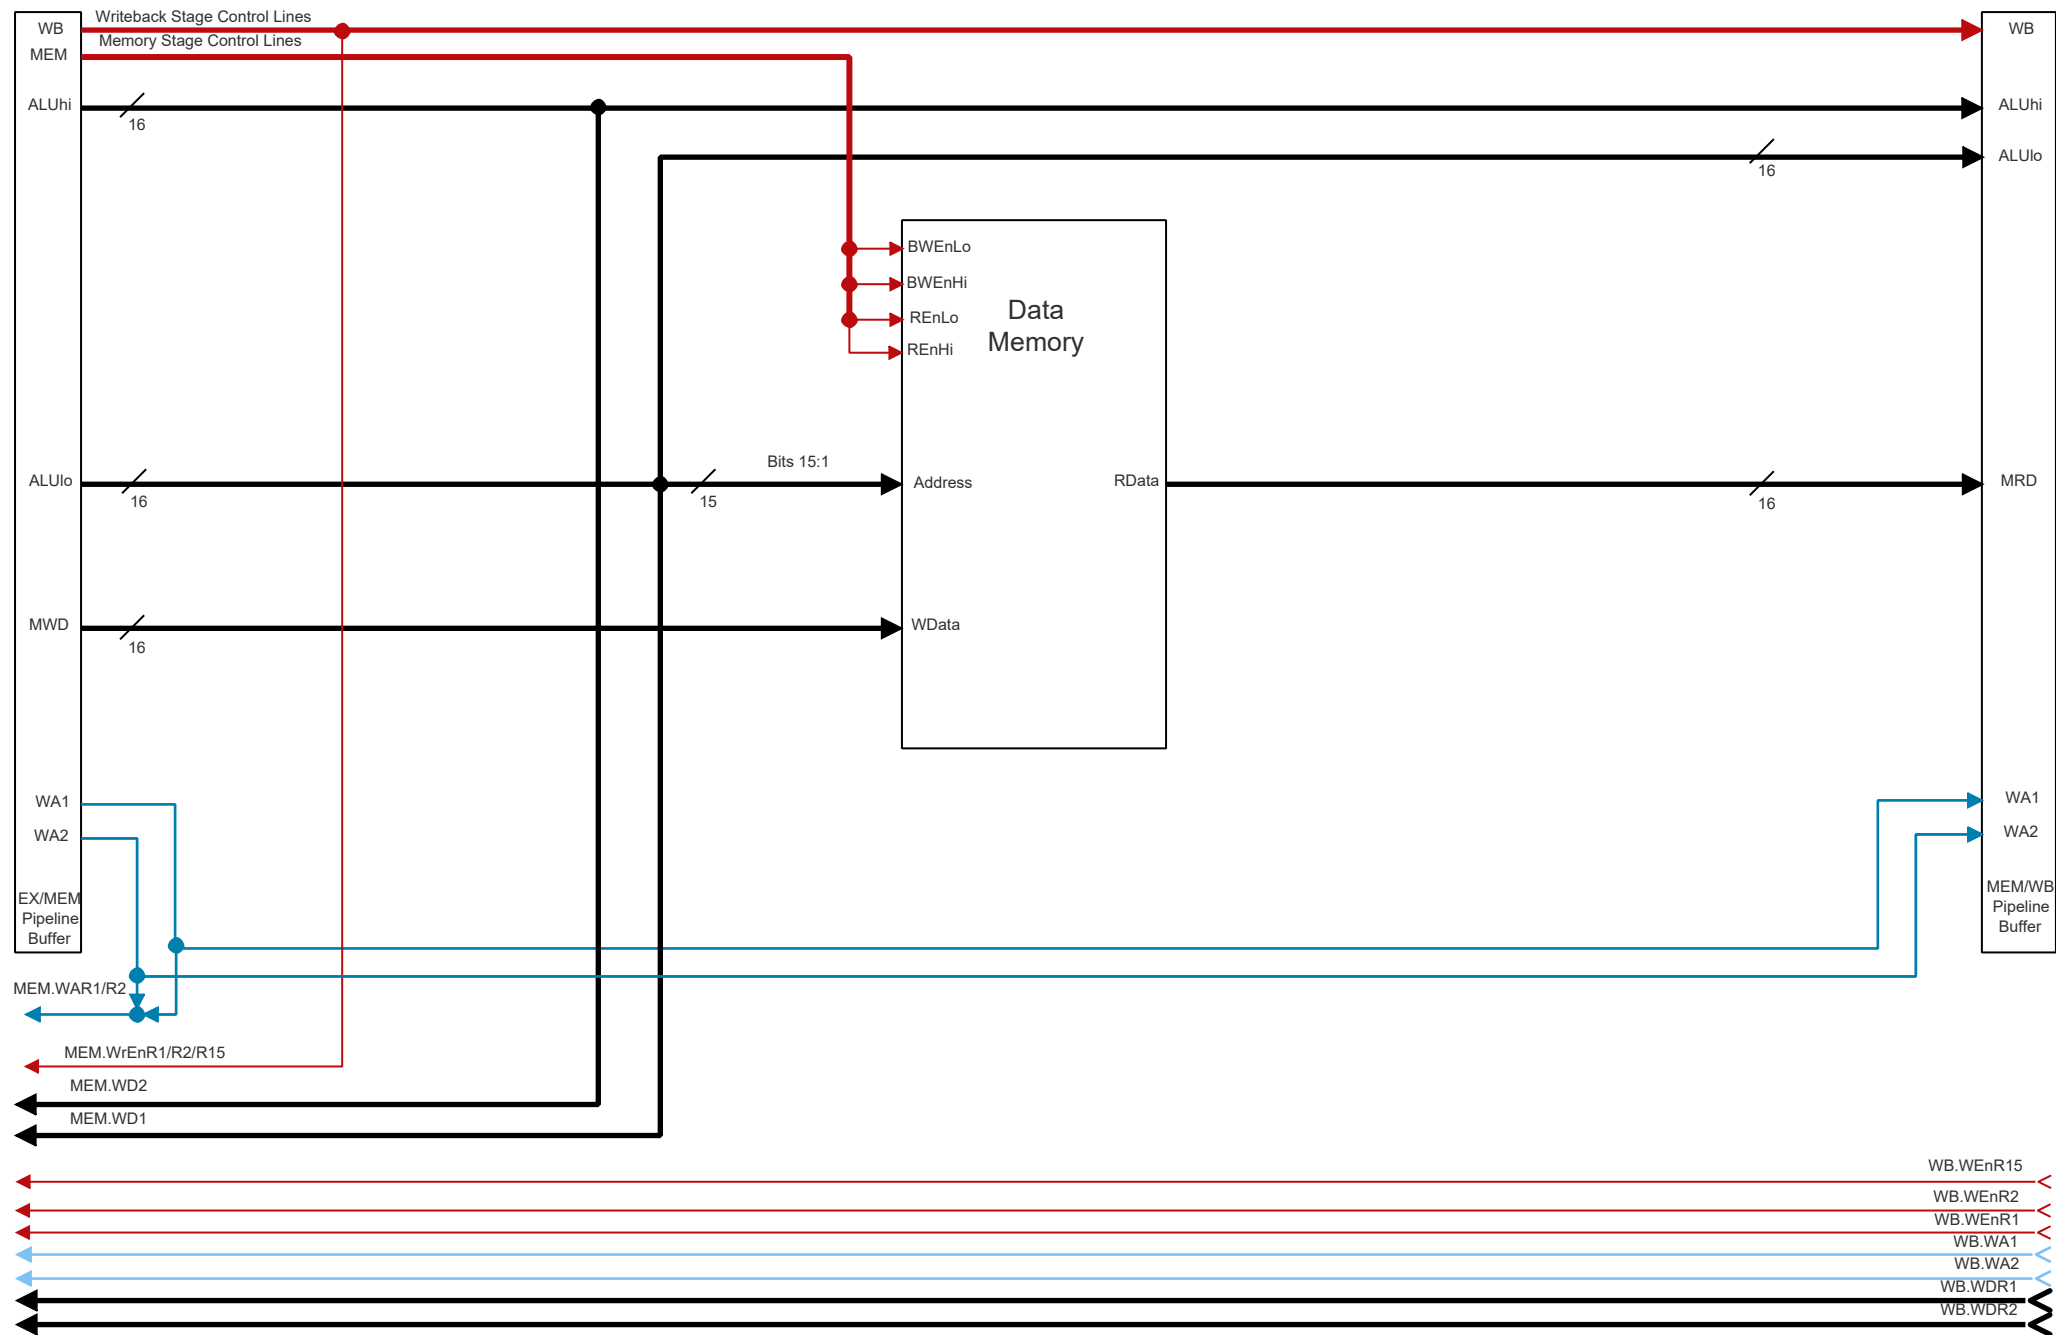 Writeback Stage Control Lines
WB
WB
Memory Stage Control Lines
MEM
ALUhi
ALUhi
16
ALUlo
16
BWEnLo
BWEnHi
Data
REnLo
Memory
REnHi
Bits 15:1
ALUlo
Address
RData
MRD
16
15
16
MWD
WData
16
WA1
WA1
WA2
WA2
EX/MEM
Pipeline
Buffer
MEM/WB
Pipeline
Buffer
MEM.WAR1/R2
MEM.WrEnR1/R2/R15
MEM.WD2
MEM.WD1
WB.WEnR15
WB.WEnR2
WB.WEnR1
WB.WA1
WB.WA2
WB.WDR1
WB.WDR2